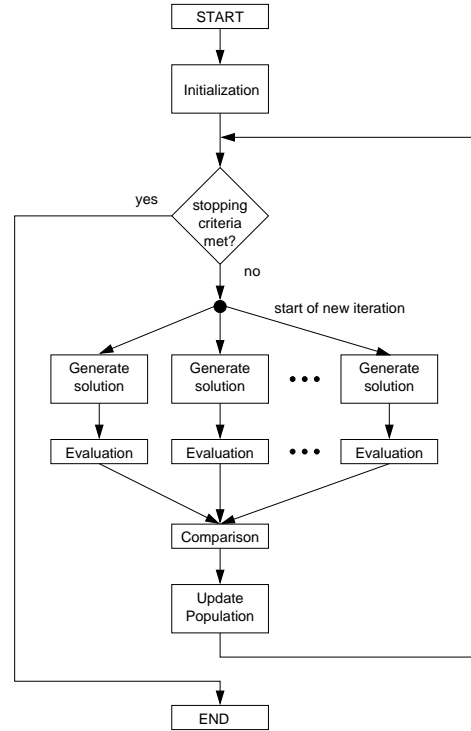 START
Initialization
yes
stopping
criteria
met?
no
start of new iteration
Generate
solution
Generate
solution
Generate
solution
Evaluation
Evaluation
Evaluation
Comparison
Update
Population
END